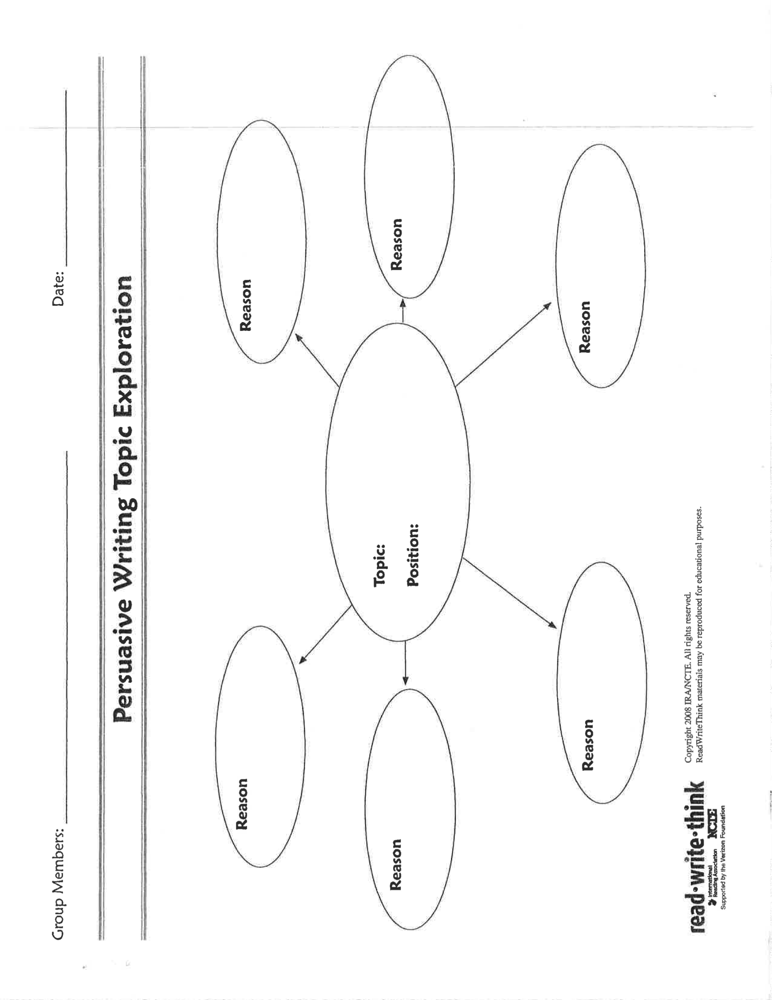 Group Members: Date:
Persuasive Writing Topic Exploration
Reason
Reason
Topic:
Position:
Reason
Reason
Reason
Reason
read•write•think
International
Reading Association
NCTE
Supported by the Verizon Foundation
Copyright 2008 IRA/NCTE. All rights reserved.
ReadWriteThink materials may be reproduced for educational purposes.